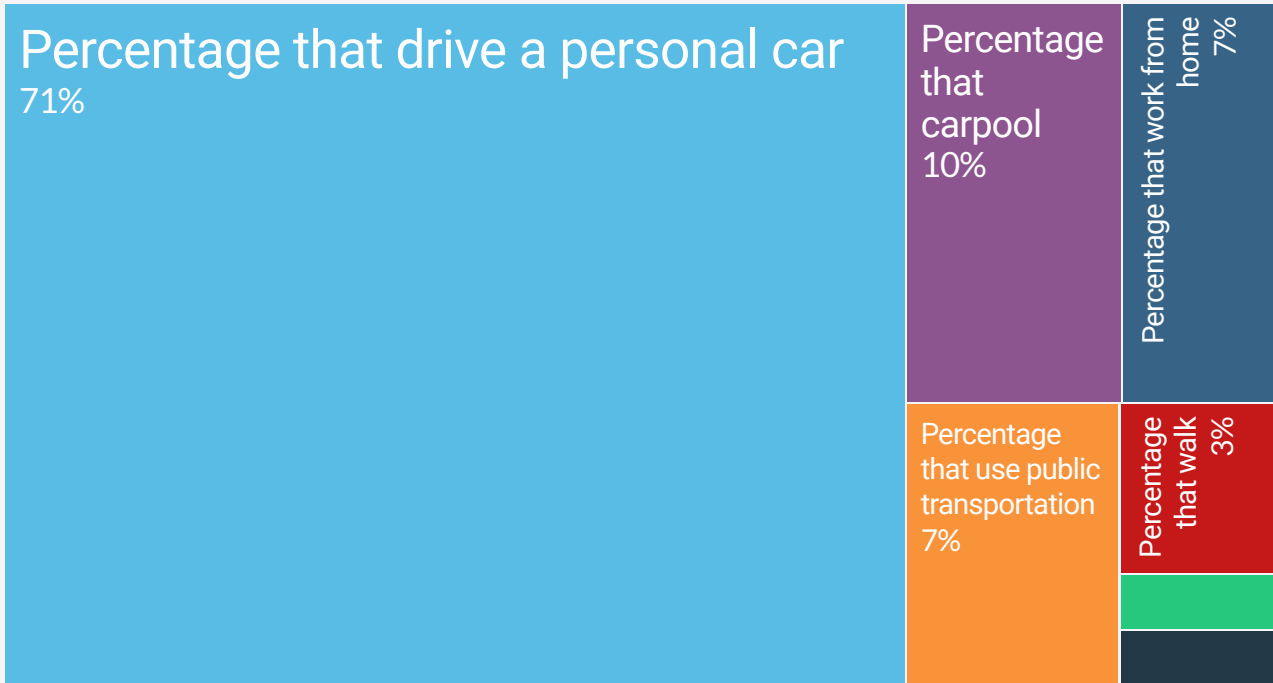 Percentage that drive a personal car
71%
Percentage
that
carpool
10%
Percentage that work from
home
7%
Percentage
that use public
transportation
7%
Percentage
that walk
3%